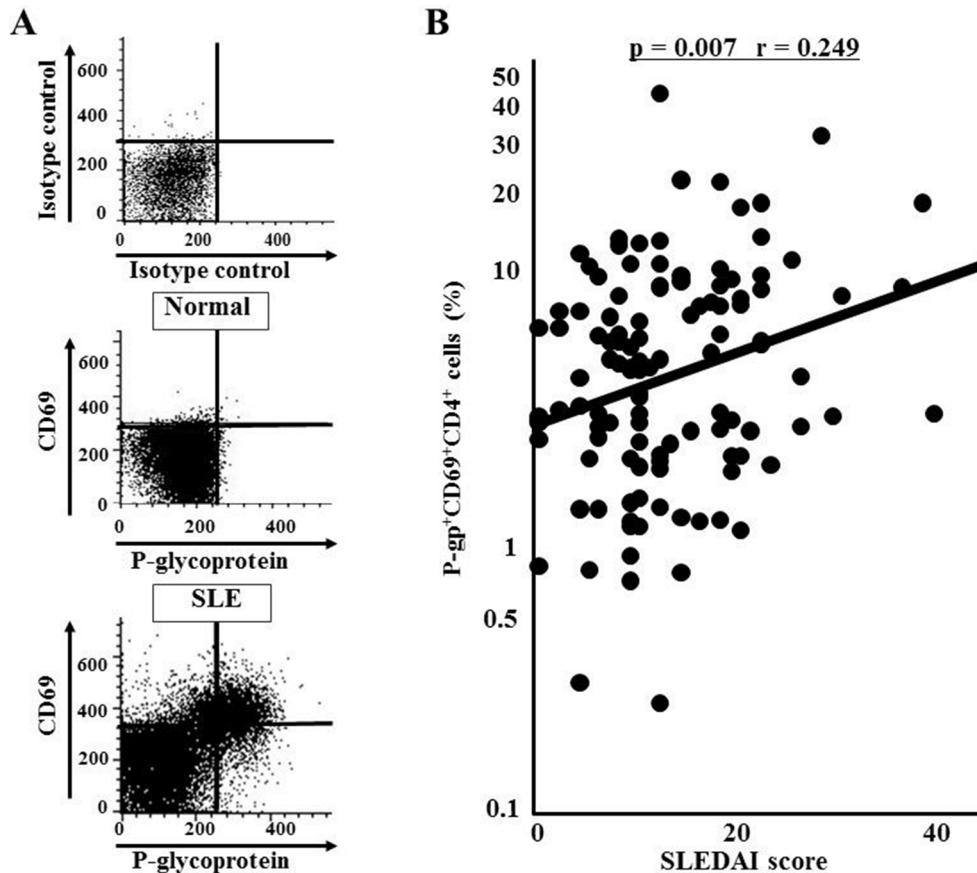 A
Isotype control
600
400
200
0
0 200 400
Isotype control
Normal
CD69
600
400
200
0
0 200 400
P-glycoprotein
SLE
CD69
600
400
200
0
0 200 400
P-glycoprotein
B
p = 0.007 r = 0.249
P-gp⁺CD69⁺CD4⁺ cells (%)
50
40
30
20
10
1
0.5
0.1
0 20 40
SLEDAI score